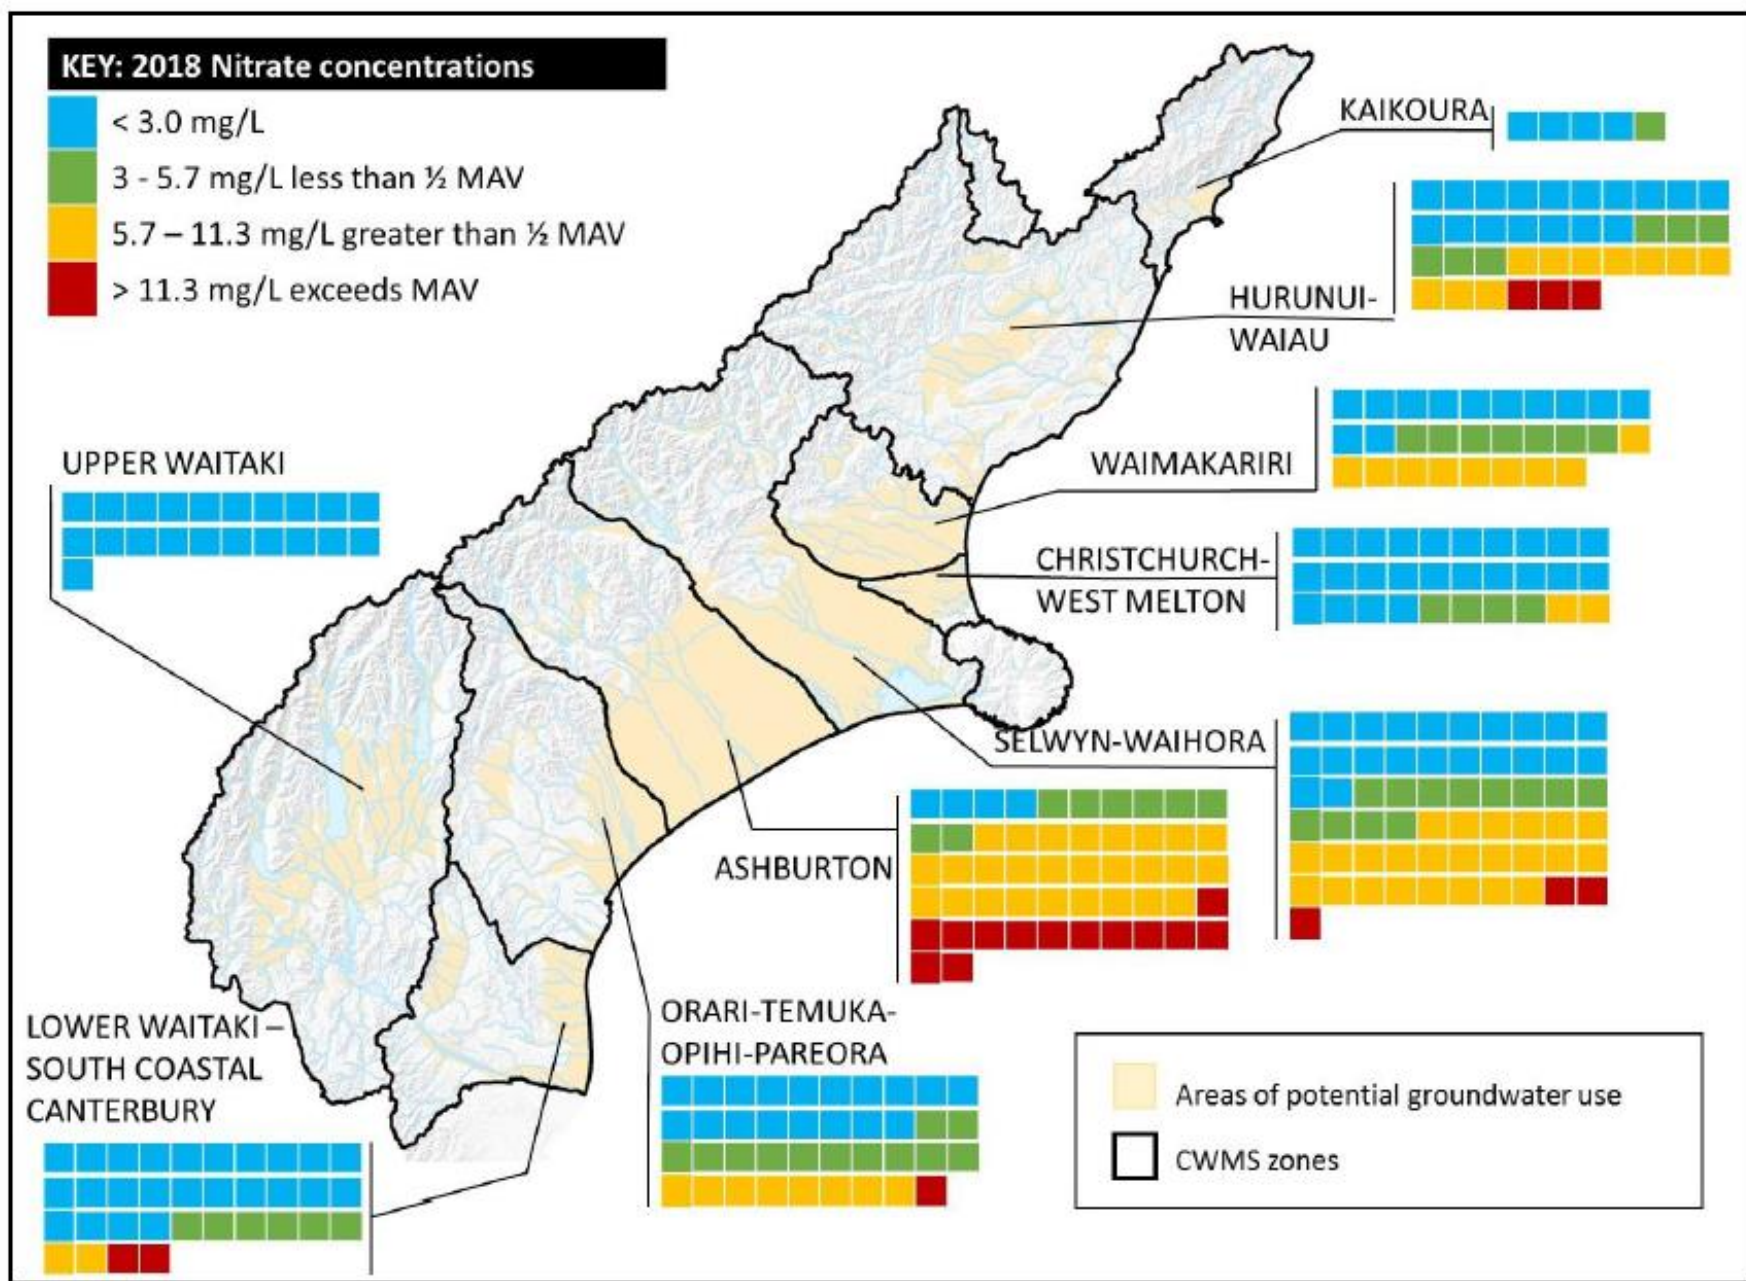 KEY: 2018 Nitrate concentrations
< 3.0 mg/L
3 - 5.7 mg/L less than ½ MAV
5.7 – 11.3 mg/L greater than ½ MAV
> 11.3 mg/L exceeds MAV
KAIKOURA
HURUNUI-
WAIAU
WAIMAKARIRI
UPPER WAITAKI
CHRISTCHURCH-
WEST MELTON
SELWYN-WAIHORA
ASHBURTON
ORARI-TEMUKA-
OPIHI-PAREORA
LOWER WAITAKI –
SOUTH COASTAL
CANTERBURY
Areas of potential groundwater use
CWMS zones